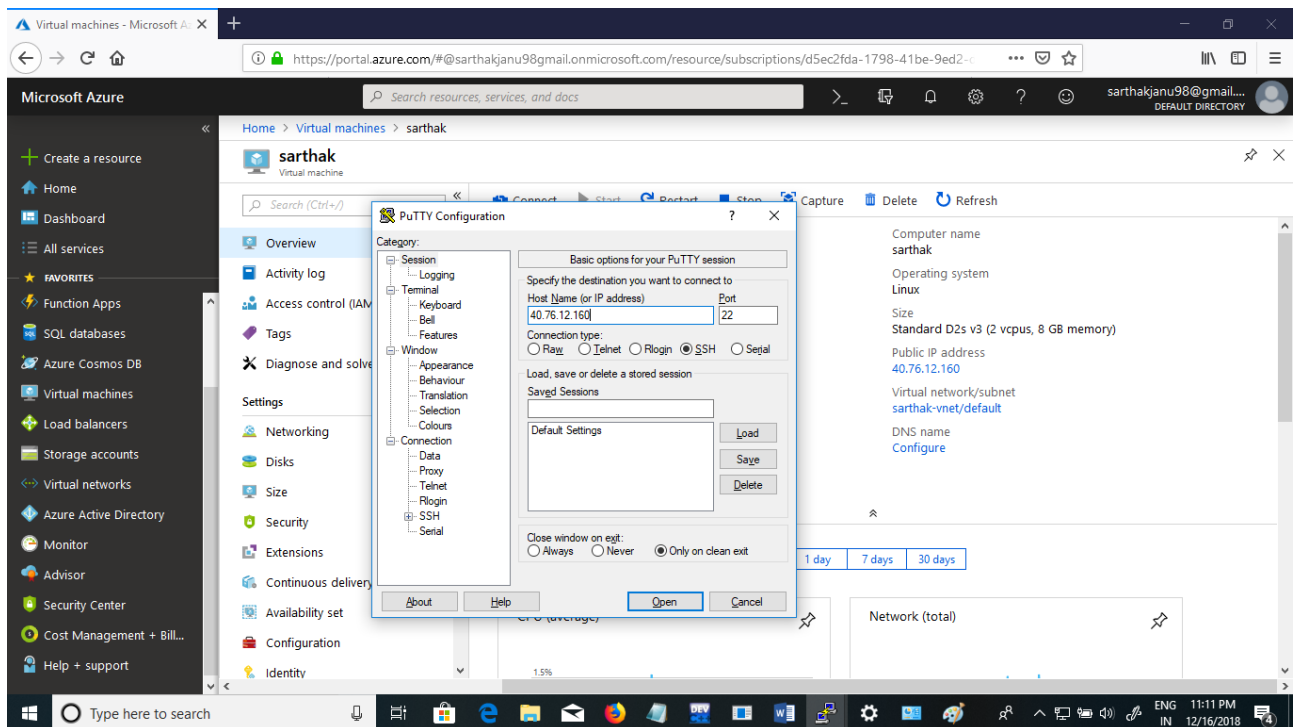 Virtual machines - Microsoft A
https://portal.azure.com/#@sarthakjanu98gmail.onmicrosoft.com/resource/subscriptions/d5ec2fda-1798-41be-9ed2-
Microsoft Azure
Search resources, services, and docs
sarthakjanu98@gmail....
DEFAULT DIRECTORY
Create a resource
Home
Dashboard
All services
FAVORITES
Function Apps
SQL databases
Azure Cosmos DB
Virtual machines
Load balancers
Storage accounts
Virtual networks
Azure Active Directory
Monitor
Advisor
Security Center
Cost Management + Bill...
Help + support
Home > Virtual machines > sarthak
sarthak
Virtual machine
Search (Ctrl+/)
Overview
Activity log
Access control (IAM
Tags
Diagnose and solve
Settings
Networking
Disks
Size
Security
Extensions
Continuous delivery
Availability set
Configuration
Identity
Connect Start Restart Stop Capture Delete Refresh
PuTTY Configuration ? ×
Category:
Session
Logging
Terminal
Keyboard
Bell
Features
Window
Appearance
Behaviour
Translation
Selection
Colours
Connection
Data
Proxy
Telnet
Rlogin
SSH
Serial
Basic options for your PuTTY session
Specify the destination you want to connect to
Host Name (or IP address) Port
40.76.12.160 22
Connection type:
Raw Telnet Rlogin SSH Serial
Load, save or delete a stored session
Saved Sessions
Default Settings
Load
Save
Delete
Close window on exit:
Always Never Only on clean exit
About Help Open Cancel
Computer name
sarthak
Operating system
Linux
Size
Standard D2s v3 (2 vcpus, 8 GB memory)
Public IP address
40.76.12.160
Virtual network/subnet
sarthak-vnet/default
DNS name
Configure
1 day 7 days 30 days
CPU (average)
1.5%
Network (total)
Type here to search
DEV
ENG
IN
11:11 PM
12/16/2018